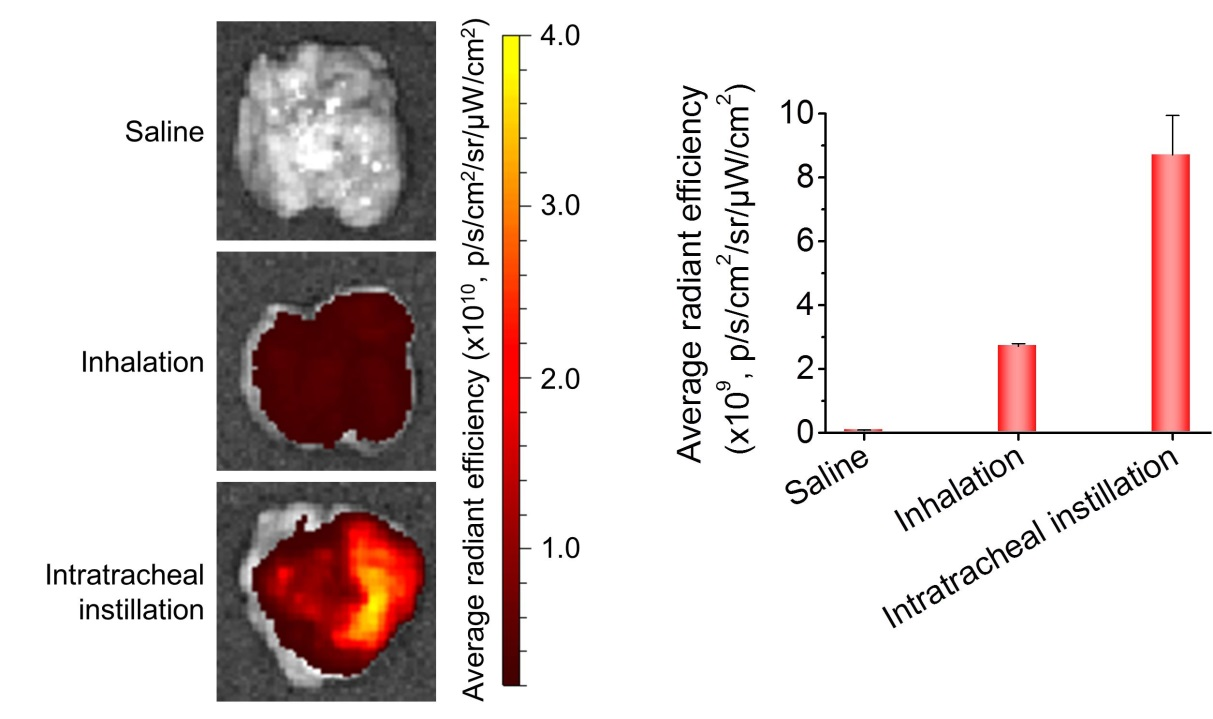 Saline
Inhalation
Intratracheal
instillation
Average radiant efficiency (x10¹⁰, p/s/cm²/sr/µW/cm²)
4.0
3.0
2.0
1.0
Average radiant efficiency
(x10⁹, p/s/cm²/sr/µW/cm²)
10
8
6
4
2
0
Saline
Inhalation
Intratracheal instillation